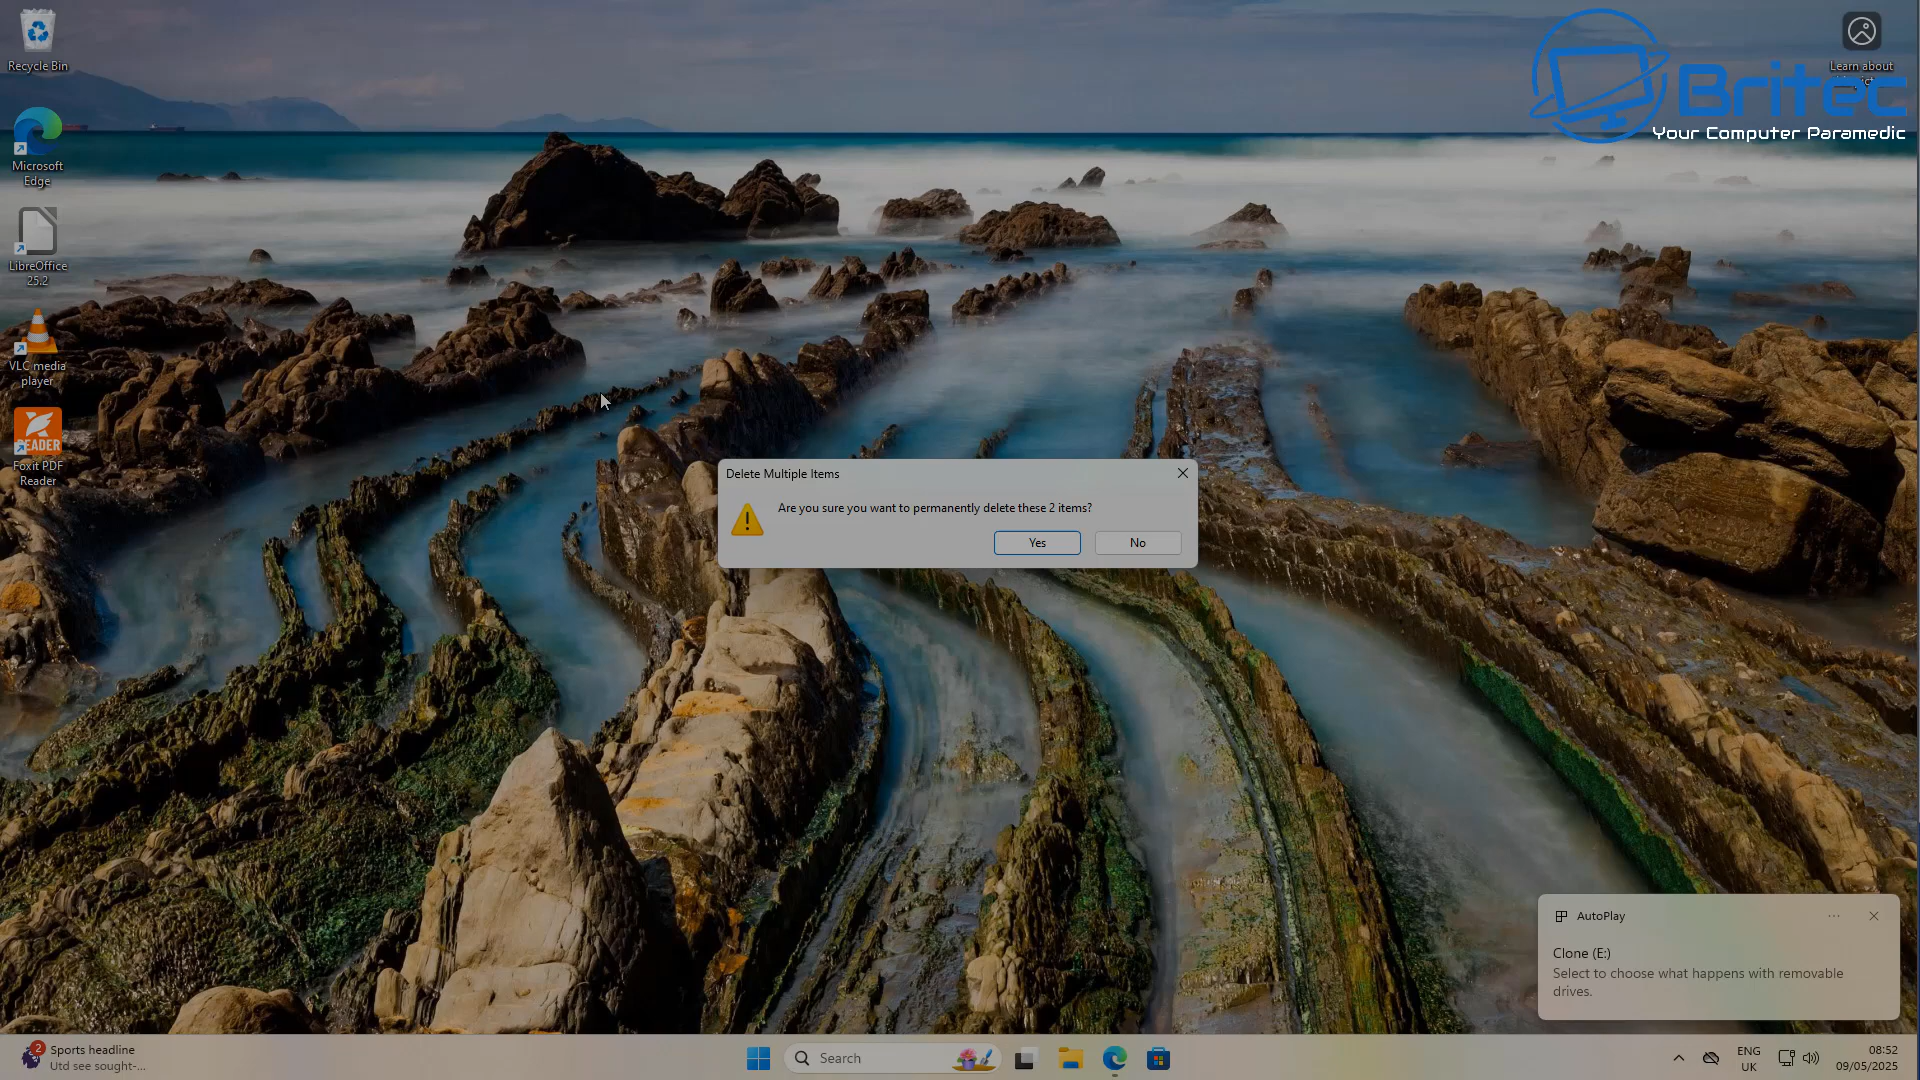 Recycle Bin
Microsoft
Edge
LibreOffice
25.2
VLC media
player
READER
Foxit PDF
Reader
Learn about
Britec
Your Computer Paramedic
Delete Multiple Items
Are you sure you want to permanently delete these 2 items?
Yes
No
AutoPlay
Clone (E:)
Select to choose what happens with removable
drives.
2
Sports headline
Utd see sought-...
Search
ENG
UK
08:52
09/05/2025